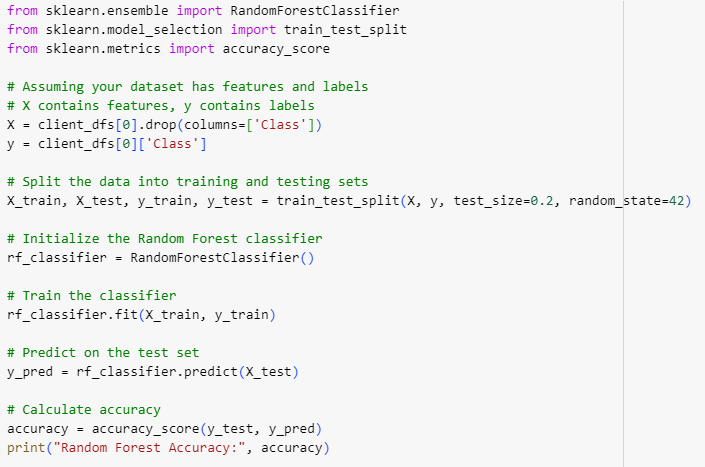 from sklearn.ensemble import RandomForestClassifier
from sklearn.model_selection import train_test_split
from sklearn.metrics import accuracy_score
# Assuming your dataset has features and labels
# X contains features, y contains labels
X = client_dfs[0].drop(columns=['Class'])
y = client_dfs[0]['Class']
# Split the data into training and testing sets
X_train, X_test, y_train, y_test = train_test_split(X, y, test_size=0.2, random_state=42)
# Initialize the Random Forest classifier
rf_classifier = RandomForestClassifier()
# Train the classifier
rf_classifier.fit(X_train, y_train)
# Predict on the test set
y_pred = rf_classifier.predict(X_test)
# Calculate accuracy
accuracy = accuracy_score(y_test, y_pred)
print("Random Forest Accuracy:", accuracy)